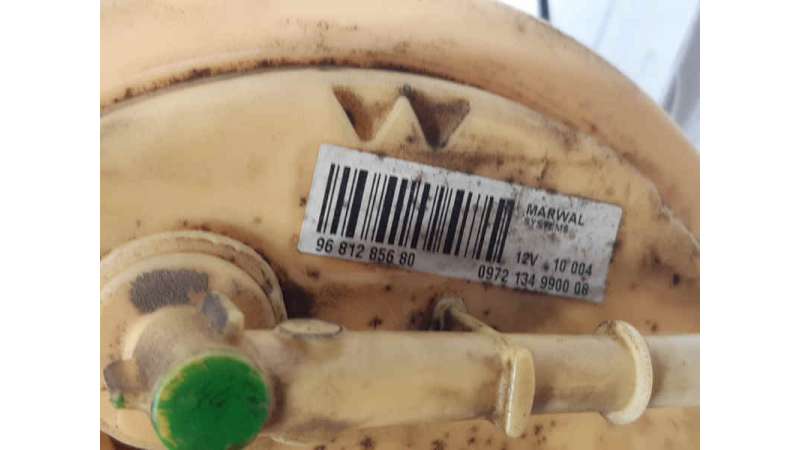 MARWAL
SYSTEMS
96 812 856 80
12V 10 004
0972 134 9900 08